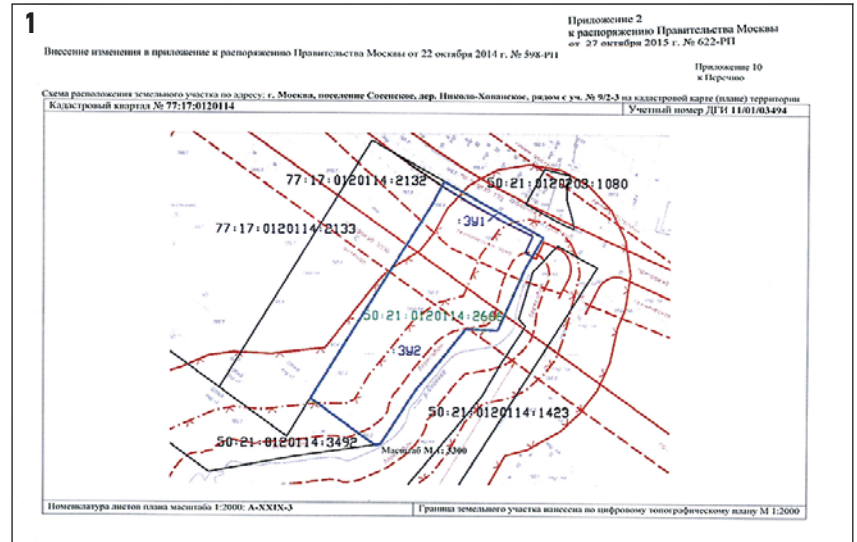 1
Приложение 2
к распоряжению Правительства Москвы
от 27 октября 2015 г. № 622-РП
Внесение изменения в приложение к распоряжению Правительства Москвы от 22 октября 2014 г. № 598-РП
Приложение 10
к Перечню
Схема расположения земельного участка по адресу: г. Москва, поселение Сосенское, дер. Николо-Хованское, рядом с уч. № 9/2-3 на кадастровой карте (плане) территории
Кадастровый квартал № 77:17:0120114
Учетный номер ДГИ 11/01/03494
77:17:0120114:2132
50:21:0120203:1080
:ЗУ1
77:17:0120114:2133
:ЗУ2
50:21:0120114:1423
50:21:0120114:3492
Масштаб М 1:3300
Номенклатура листов плана масштаба 1:2000: А-XXIX-3
Граница земельного участка нанесена по цифровому топографическому плану М 1:2000